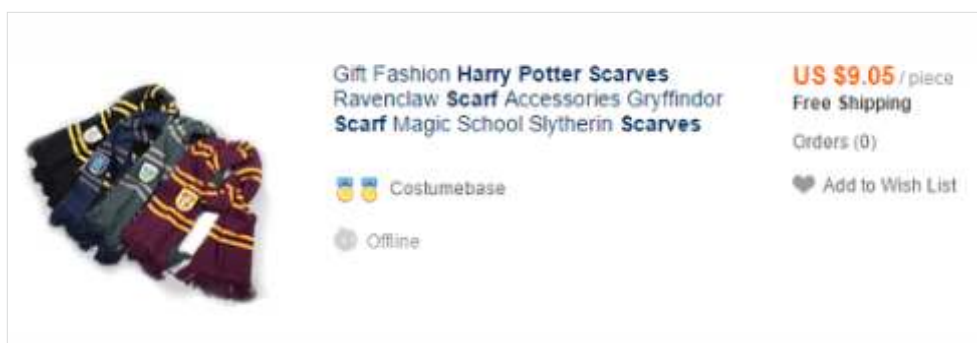 Gift Fashion Harry Potter Scarves
Ravenclaw Scarf Accessories Gryffindor
Scarf Magic School Slytherin Scarves
Costumebase
Offline
US $9.05 / piece
Free Shipping
Orders (0)
Add to Wish List